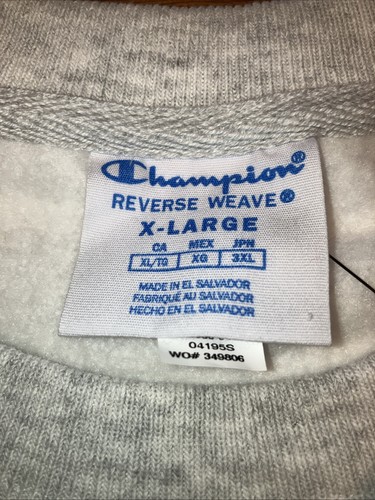 Champion®
REVERSE WEAVE®
X-LARGE
CA MEX JPN
XL/TG XG 3XL
MADE IN EL SALVADOR
FABRIQUÉ AU SALVADOR
HECHO EN EL SALVADOR
04195S
WO# 349806